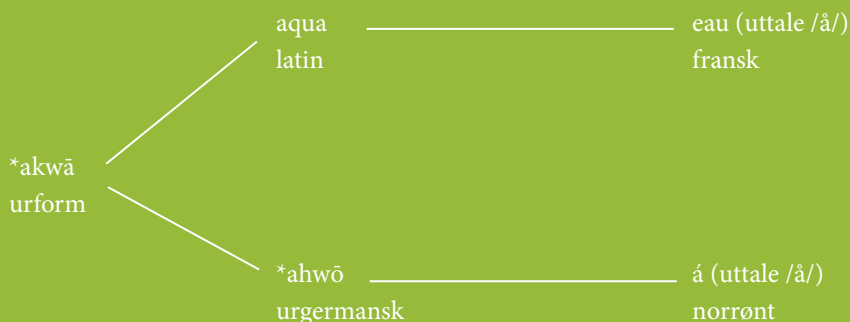 aqua
latin
eau (uttale /å/)
fransk
*akwā
urform
*ahwō
urgermansk
á (uttale /å/)
norrønt